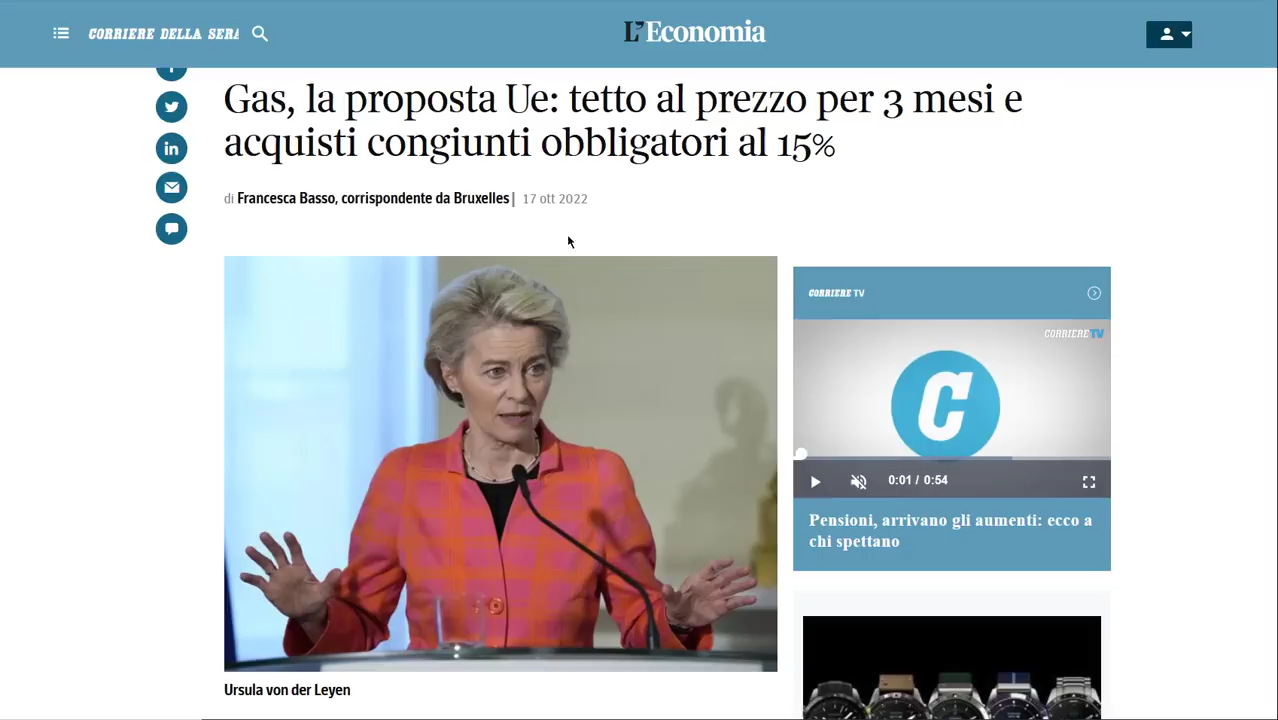 CORRIERE DELLA SERA
L'Economia
Gas, la proposta Ue: tetto al prezzo per 3 mesi e
acquisti congiunti obbligatori al 15%
di Francesca Basso, corrispondente da Bruxelles| 17 ott 2022
CORRIERE TV
CORRIERE TV
C
0:01 / 0:54
Pensioni, arrivano gli aumenti: ecco a
chi spettano
Ursula von der Leyen